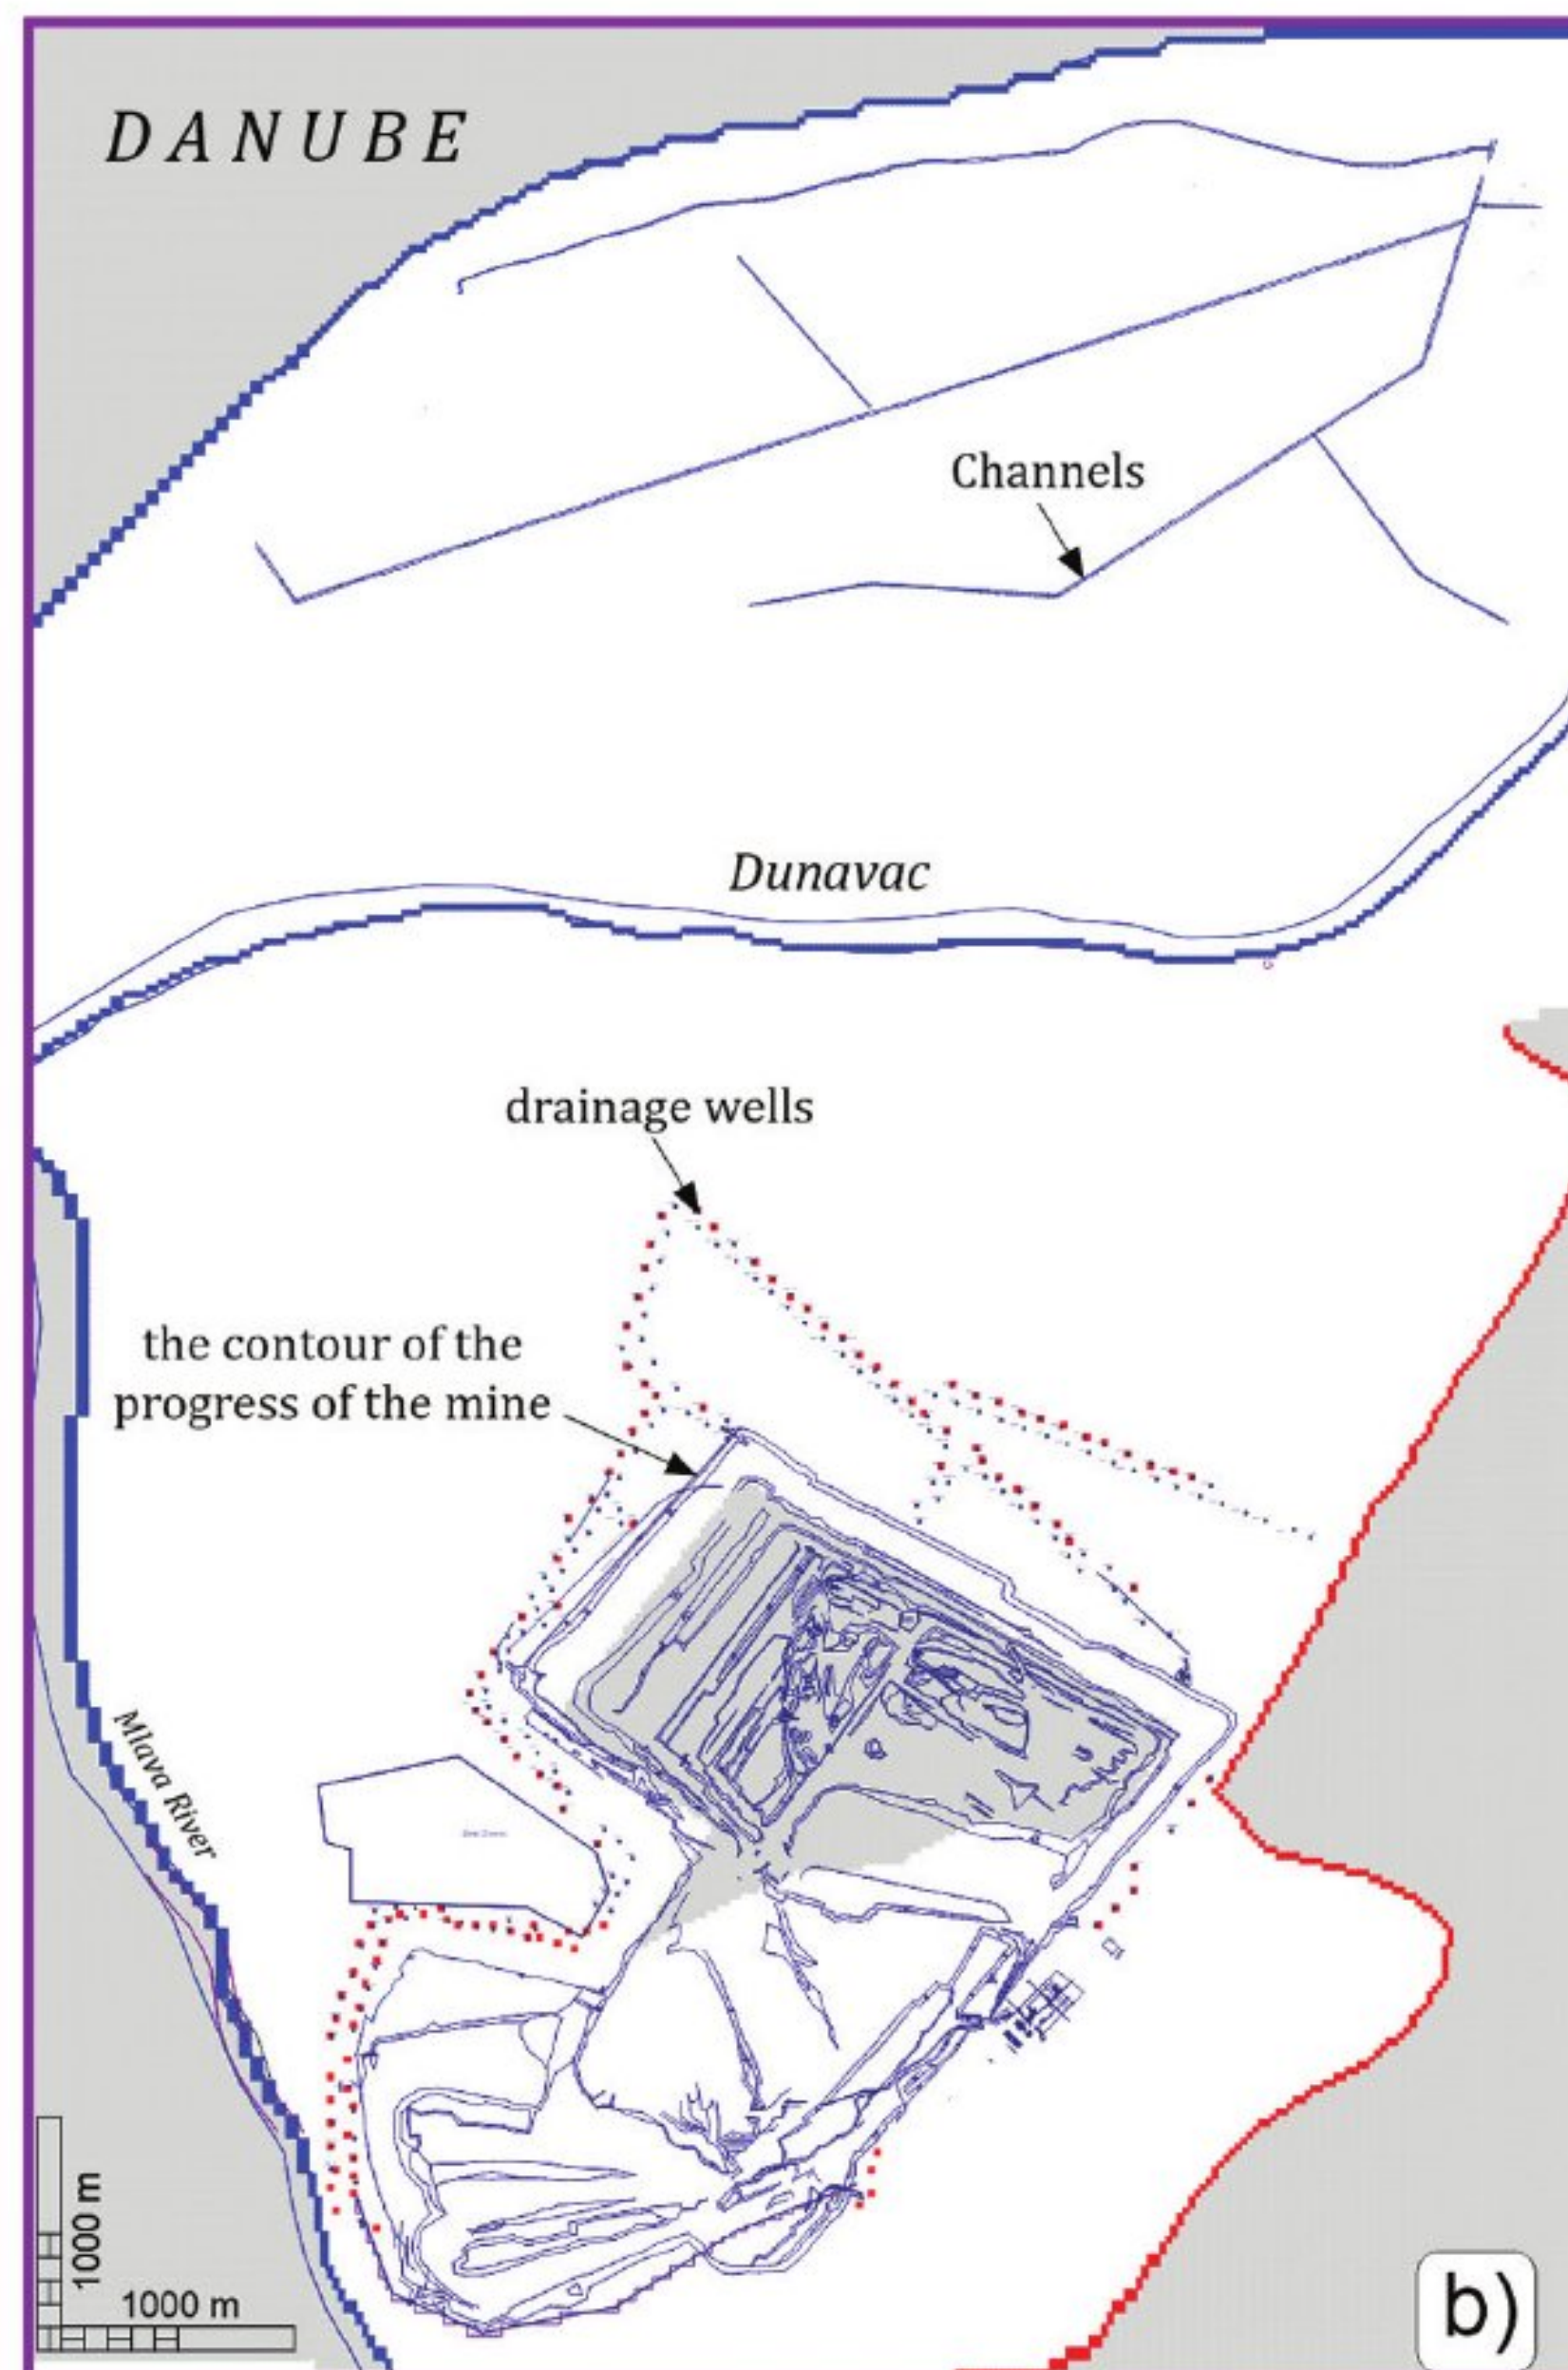 DANUBE
Channels
Dunavac
drainage wells
the contour of the
progress of the mine
Mlava River
1000 m
1000 m
b)